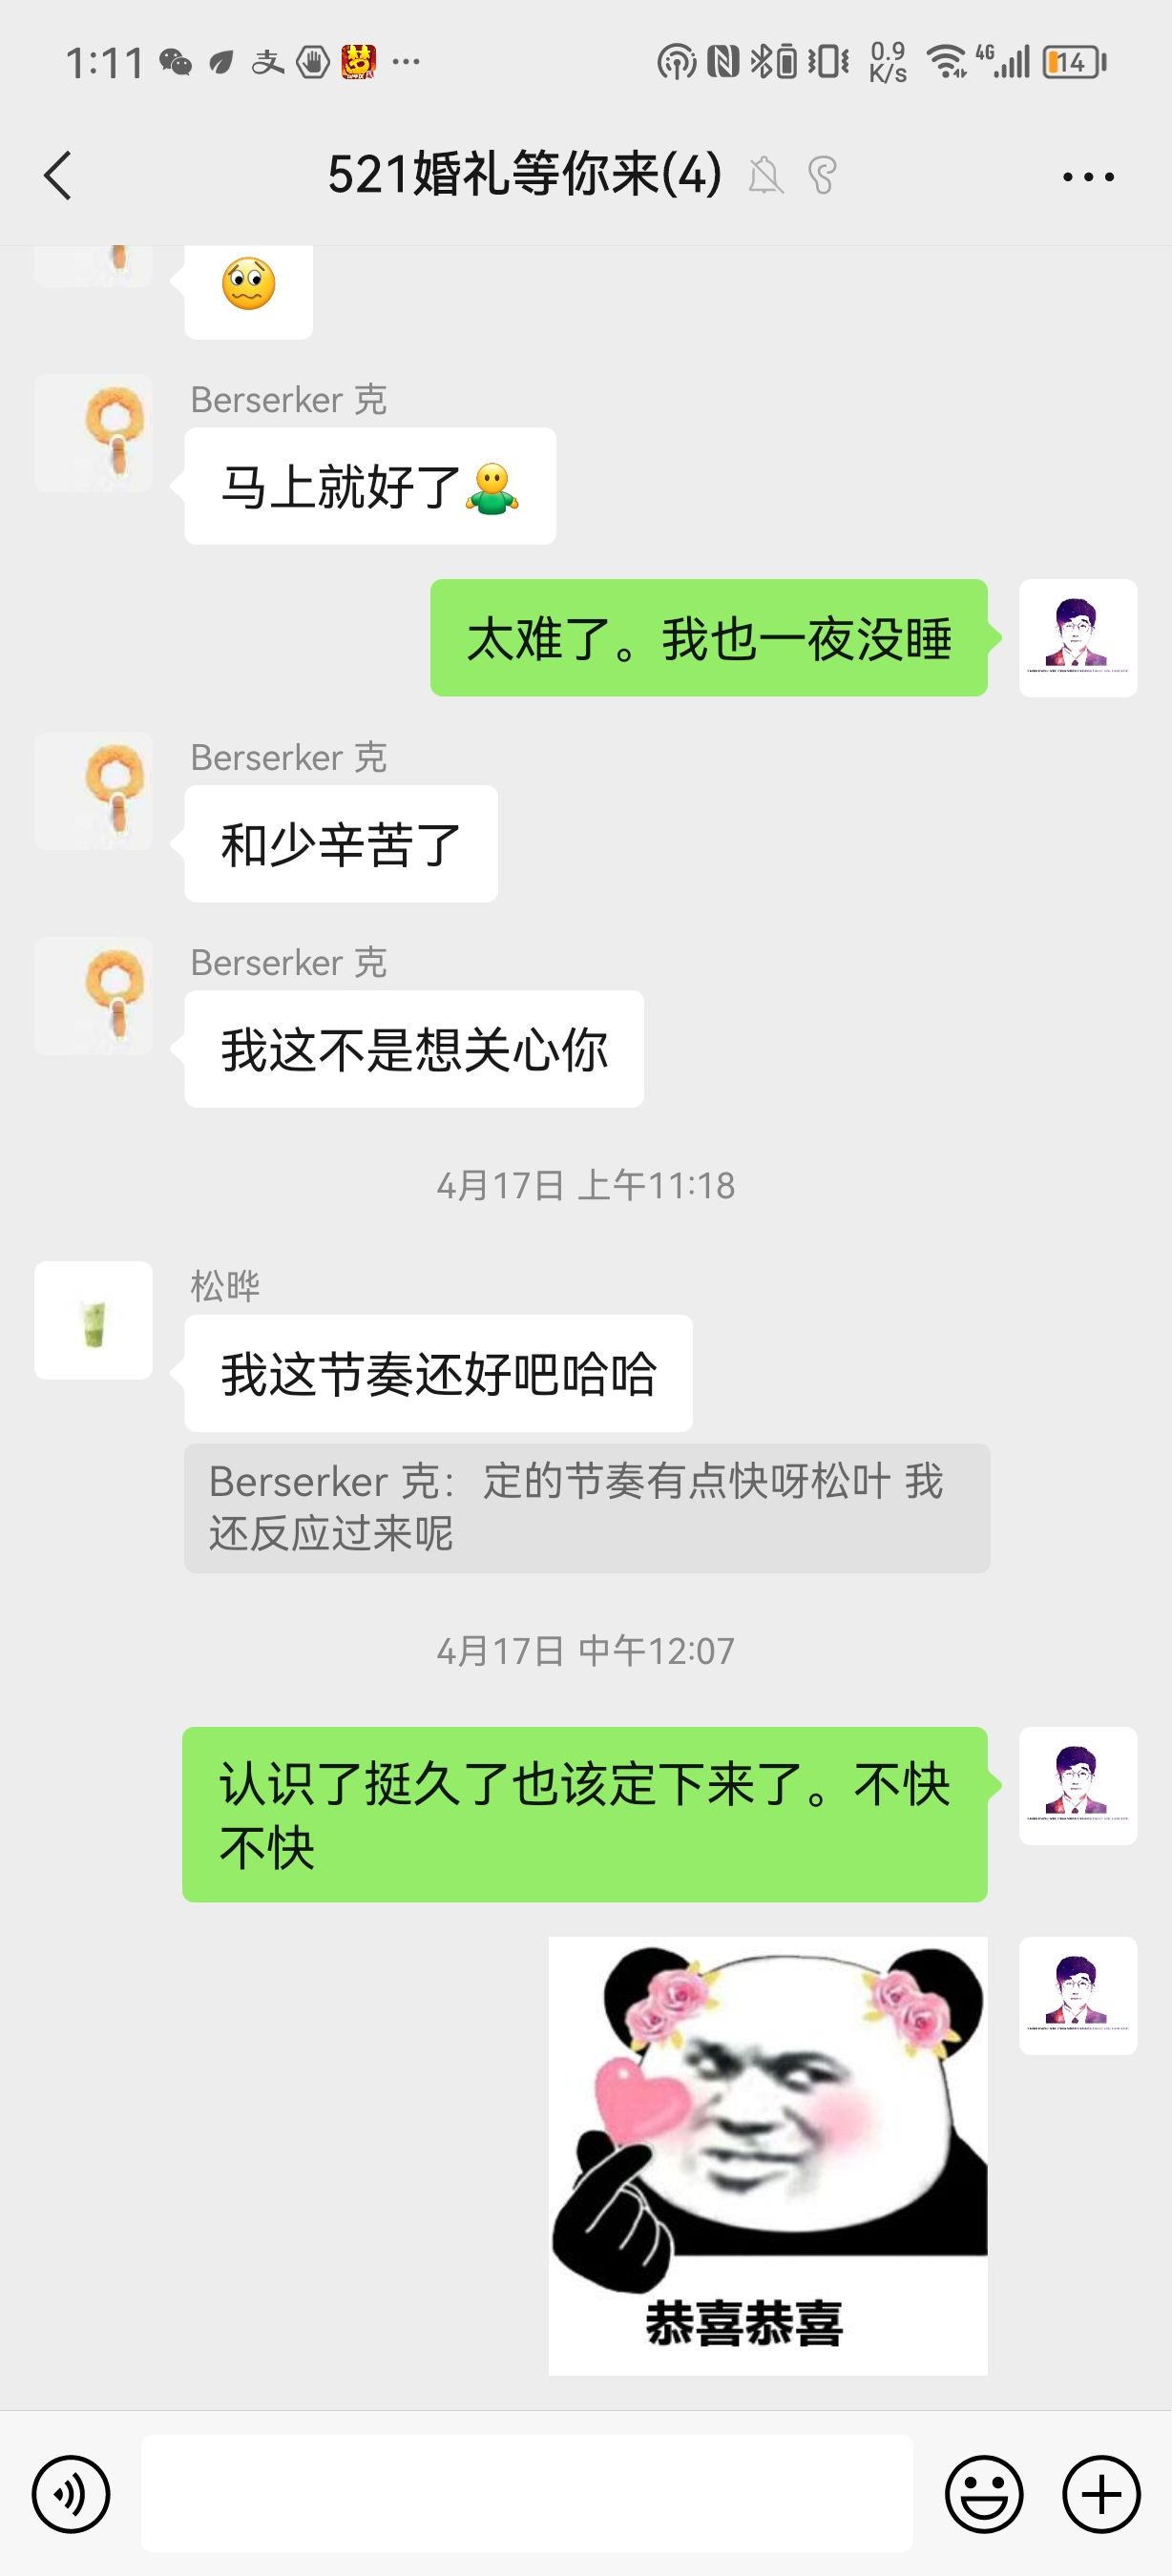 1:11
支
0.9
K/s
4G
14
521婚礼等你来(4)
Berserker 克
马上就好了
太难了。我也一夜没睡
Berserker 克
和少辛苦了
Berserker 克
我这不是想关心你
4月17日 上午11:18
松晔
我这节奏还好吧哈哈
Berserker 克：定的节奏有点快呀松叶 我
还反应过来呢
4月17日 中午12:07
认识了挺久了也该定下来了。不快
不快
恭喜恭喜